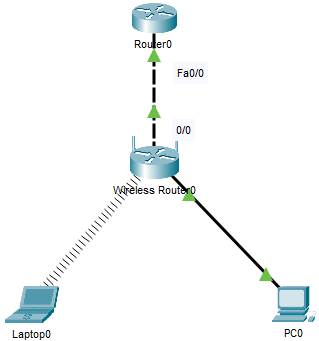 Router0
Fa0/0
0/0
Wireless Router0
Laptop0
PC0